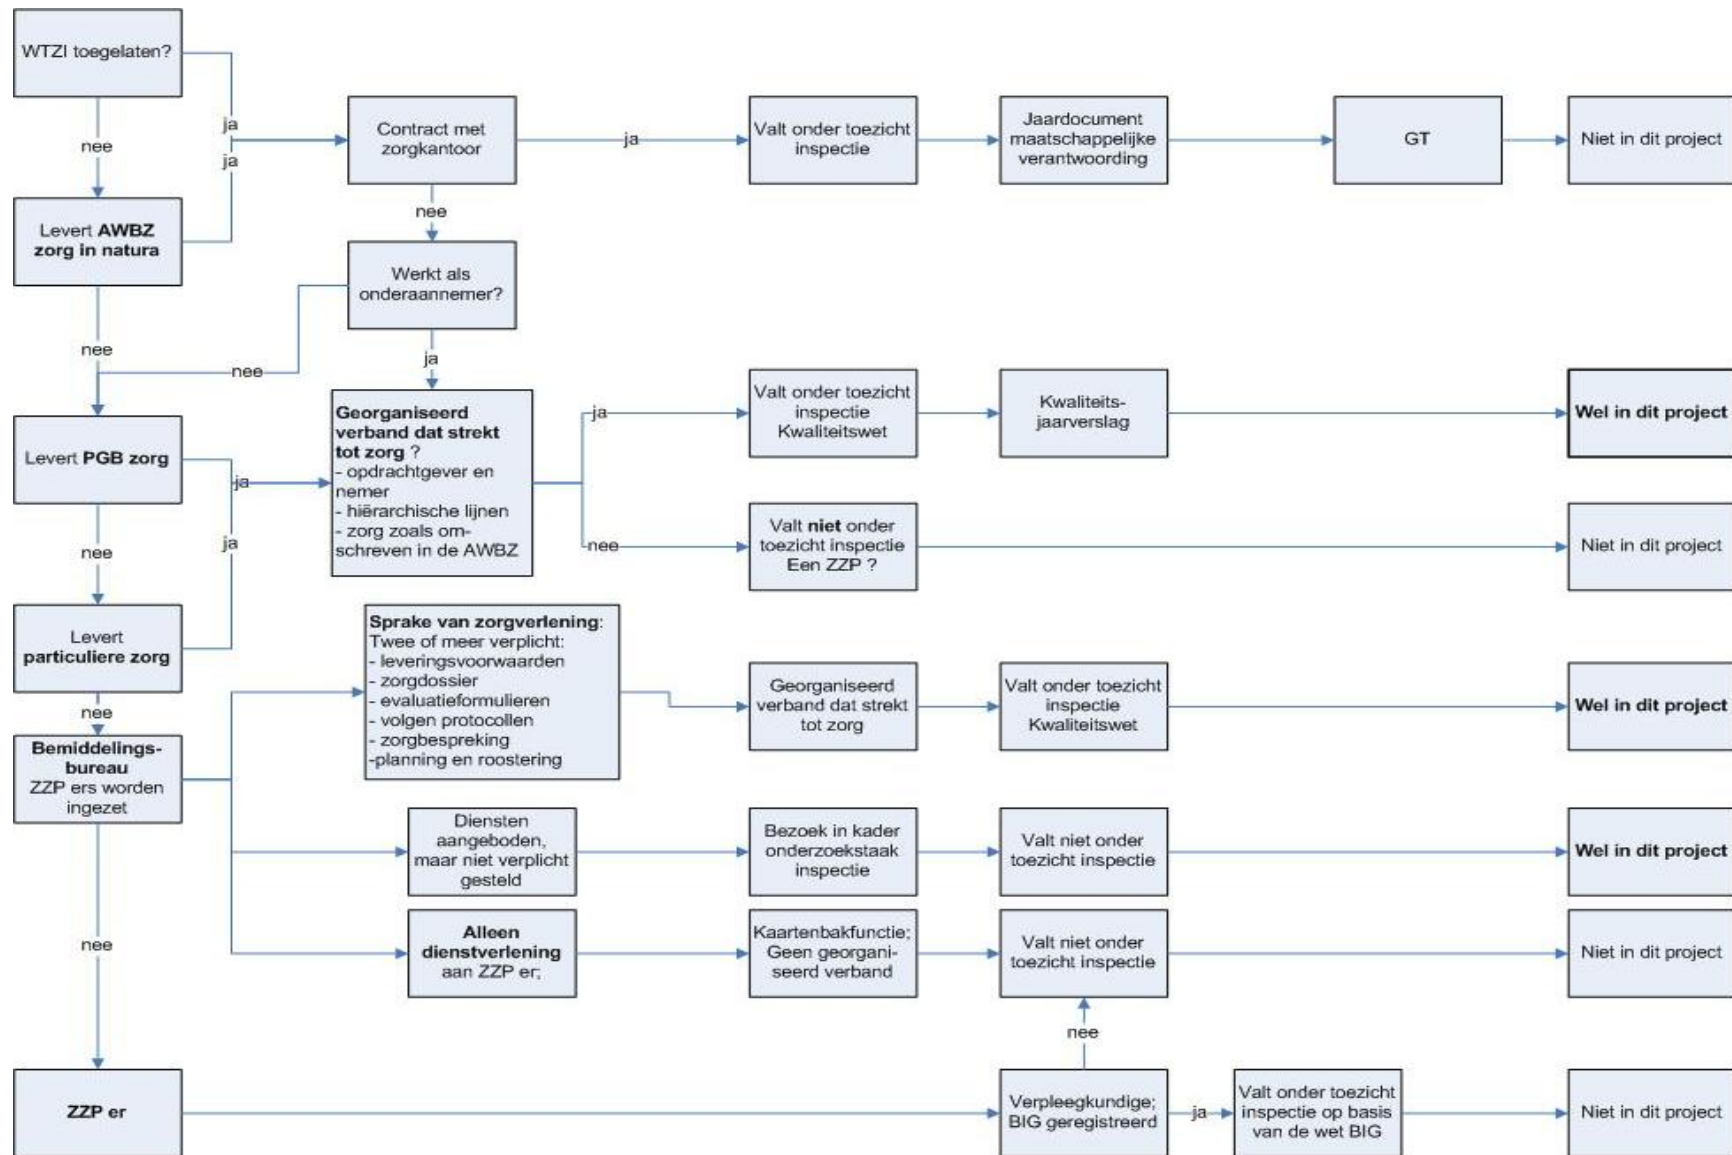 WTZI toegelaten?
ja
nee
ja
Contract met
zorgkantoor
ja
Valt onder toezicht
inspectie
Jaardocument
maatschappelijke
verantwoording
GT
Niet in dit project
Levert AWBZ
zorg in natura
nee
Werkt als
onderaannemer?
nee
nee
ja
Levert PGB zorg
ja
Georganiseerd
verband dat strekt
tot zorg ?
- opdrachtgever en
nemer
- hiërarchische lijnen
- zorg zoals om-
schreven in de AWBZ
ja
Valt onder toezicht
inspectie
Kwaliteitswet
Kwaliteits-
jaarverslag
Wel in dit project
nee
Valt niet onder
toezicht inspectie
Een ZZP ?
Niet in dit project
nee
ja
Levert
particuliere zorg
nee
Sprake van zorgverlening:
Twee of meer verplicht:
- leveringsvoorwaarden
- zorgdossier
- evaluatieformulieren
- volgen protocollen
- zorgbespreking
-planning en roostering
Georganiseerd
verband dat strekt
tot zorg
Valt onder toezicht
inspectie
Kwaliteitswet
Wel in dit project
Bemiddelings-
bureau
ZZP ers worden
ingezet
Diensten
aangeboden,
maar niet verplicht
gesteld
Bezoek in kader
onderzoekstaak
inspectie
Valt niet onder
toezicht inspectie
Wel in dit project
nee
Alleen
dienstverlening
aan ZZP er;
Kaartenbakfunctie;
Geen georgani-
seerd verband
Valt niet onder
toezicht inspectie
Niet in dit project
nee
ZZP er
Verpleegkundige;
BIG geregistreerd
ja
Valt onder toezicht
inspectie op basis
van de wet BIG
Niet in dit project